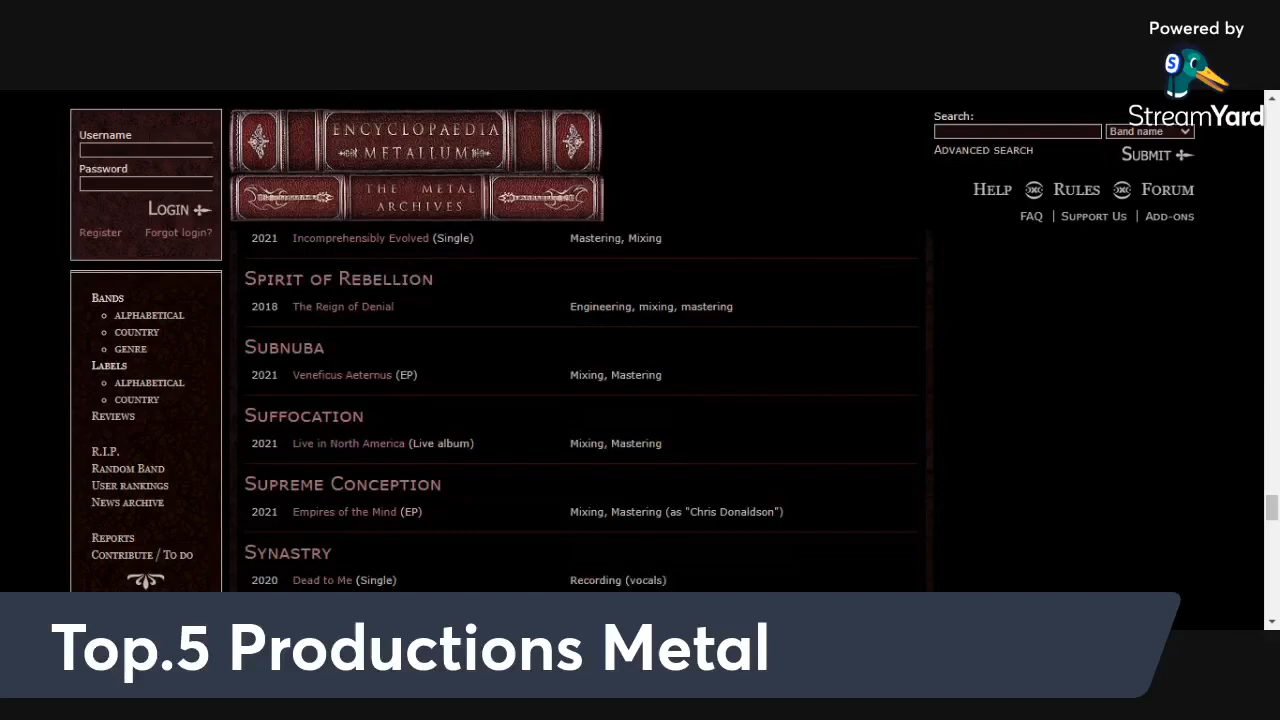 Powered by
StreamYard
Username
Password
Login
Register Forgot login?
ENCYCLOPAEDIA
METALLUM
THE METAL
ARCHIVES
Search:
Band name
Advanced search
Submit
Help Rules Forum
FAQ | Support Us | Add-ons
Bands
alphabetical
country
genre
Labels
alphabetical
country
Reviews
R.I.P.
Random Band
User rankings
News archive
Reports
Contribute / To do
2021 Incomprehensibly Evolved (Single) Mastering, Mixing
Spirit of Rebellion
2018 The Reign of Denial Engineering, mixing, mastering
Subnuba
2021 Veneficus Aeternus (EP) Mixing, Mastering
Suffocation
2021 Live in North America (Live album) Mixing, Mastering
Supreme Conception
2021 Empires of the Mind (EP) Mixing, Mastering (as "Chris Donaldson")
Synastry
2020 Dead to Me (Single) Recording (vocals)
Top.5 Productions Metal